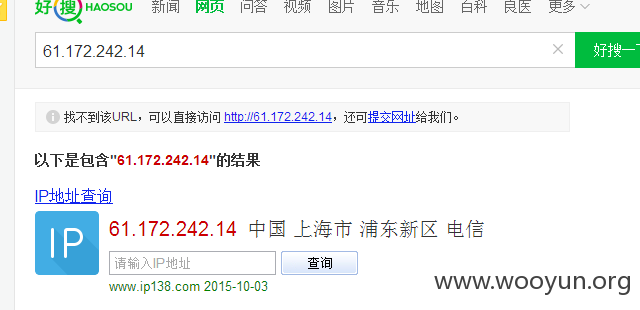 好搜 HAOSOU 新闻 网页 问答 视频 图片 音乐 地图 百科 良医 更多
61.172.242.14 × 好搜一
找不到该URL，可以直接访问 http://61.172.242.14，还可提交网址给我们。
以下是包含"61.172.242.14"的结果
IP地址查询
IP 61.172.242.14 中国 上海市 浦东新区 电信
请输入IP地址 查询
www.ip138.com 2015-10-03
www.wooyun.org